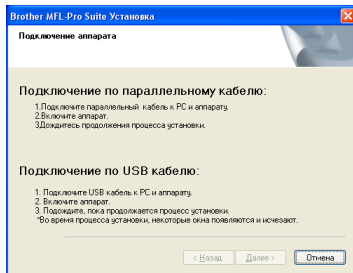 Brother MFL-Pro Suite Установка
Подключение аппарата
Подключение по параллельному кабелю:
1.Подключите параллельный кабель к PC и аппарату.
2.Включите аппарат.
3.Дождитесь продолжения процесса установки.
Подключение по USB кабелю:
1. Подключите USB кабель к PC и аппарату.
2. Включите аппарат.
3. Подождите, пока продолжается процесс установки.
*Во время процесса установки, некоторые окна появляются и исчезают.
< Назад
Далее >
Отмена